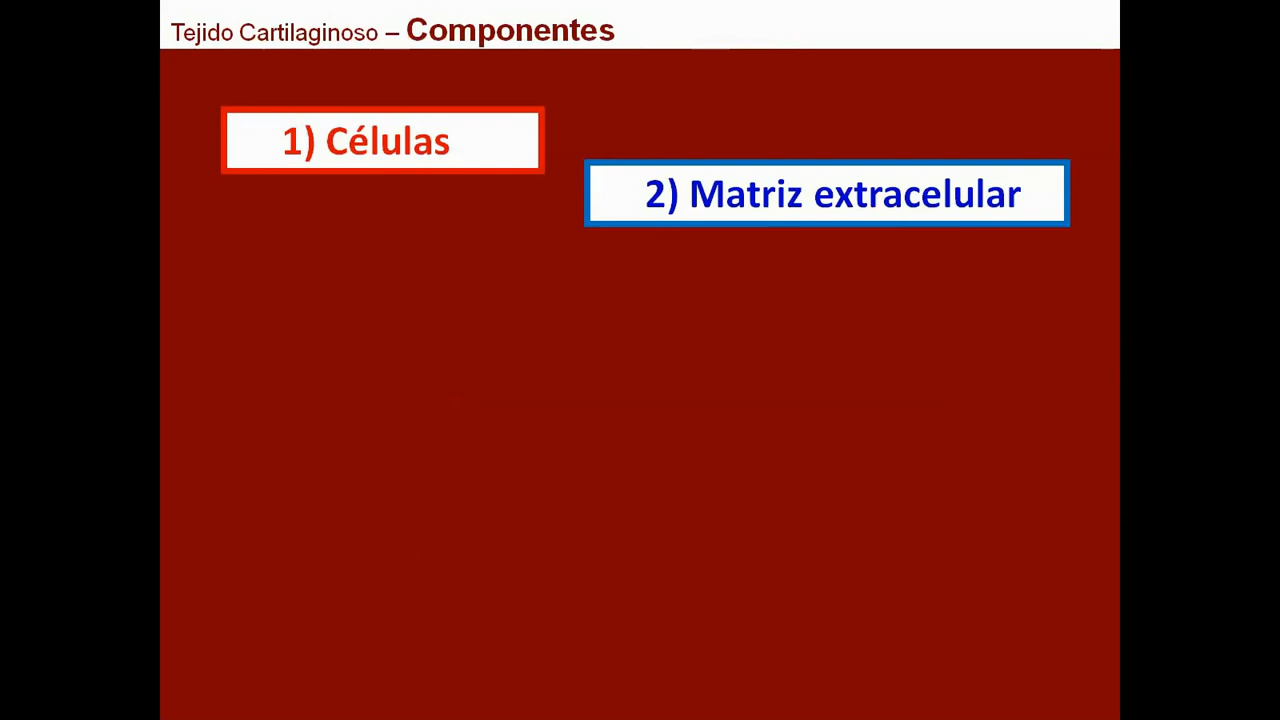 Tejido Cartilaginoso – Componentes
1) Células
2) Matriz extracelular